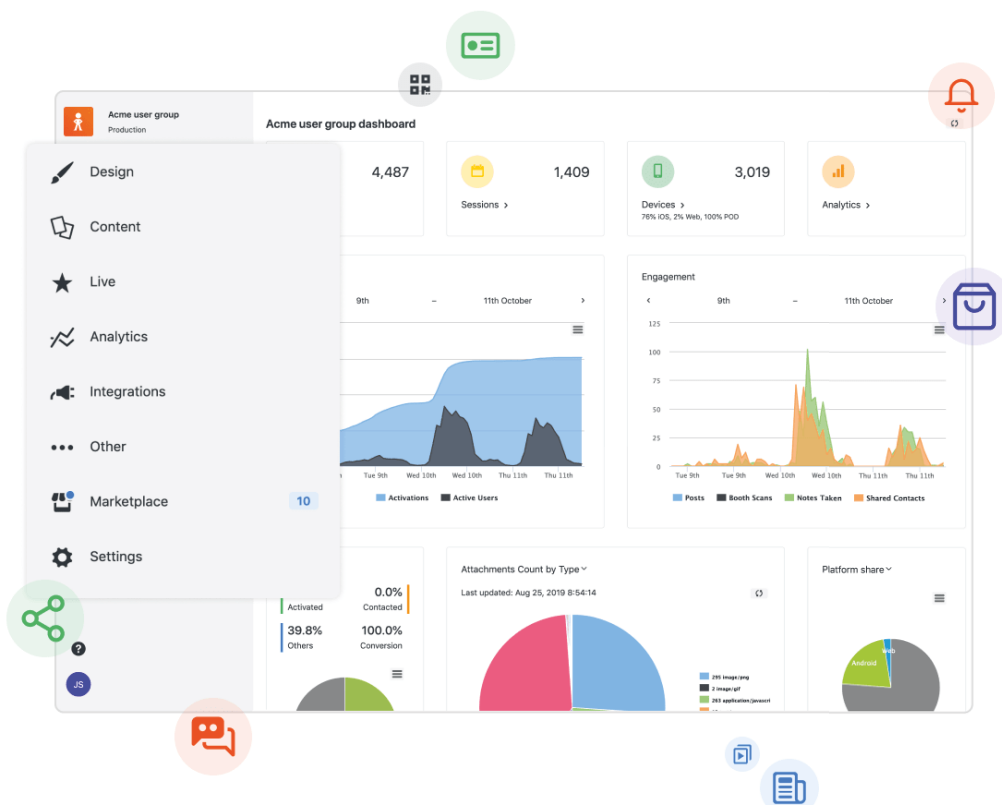 Acme user group
Production
Acme user group dashboard
Design
Content
Live
Analytics
Integrations
Other
Marketplace 10
Settings
4,487
1,409
Sessions >
3,019
Devices >
76% iOS, 2% Web, 100% POD
Analytics >
9th – 11th October >
Tue 9th Wed 10th Wed 10th Thu 11th Thu 11th
Activations Active Users
Engagement
< 9th – 11th October >
125
100
75
50
25
0
Tue 9th Tue 9th Wed 10th Wed 10th Thu 11th Thu 11th
Posts Booth Scans Notes Taken Shared Contacts
0.0%
Activated Contacted
39.8% 100.0%
Others Conversion
Attachments Count by Type
Last updated: Aug 25, 2019 8:54:14
295 image/png
2 image/gif
263 application/javascrt
Platform share
Web
Android
?
JS